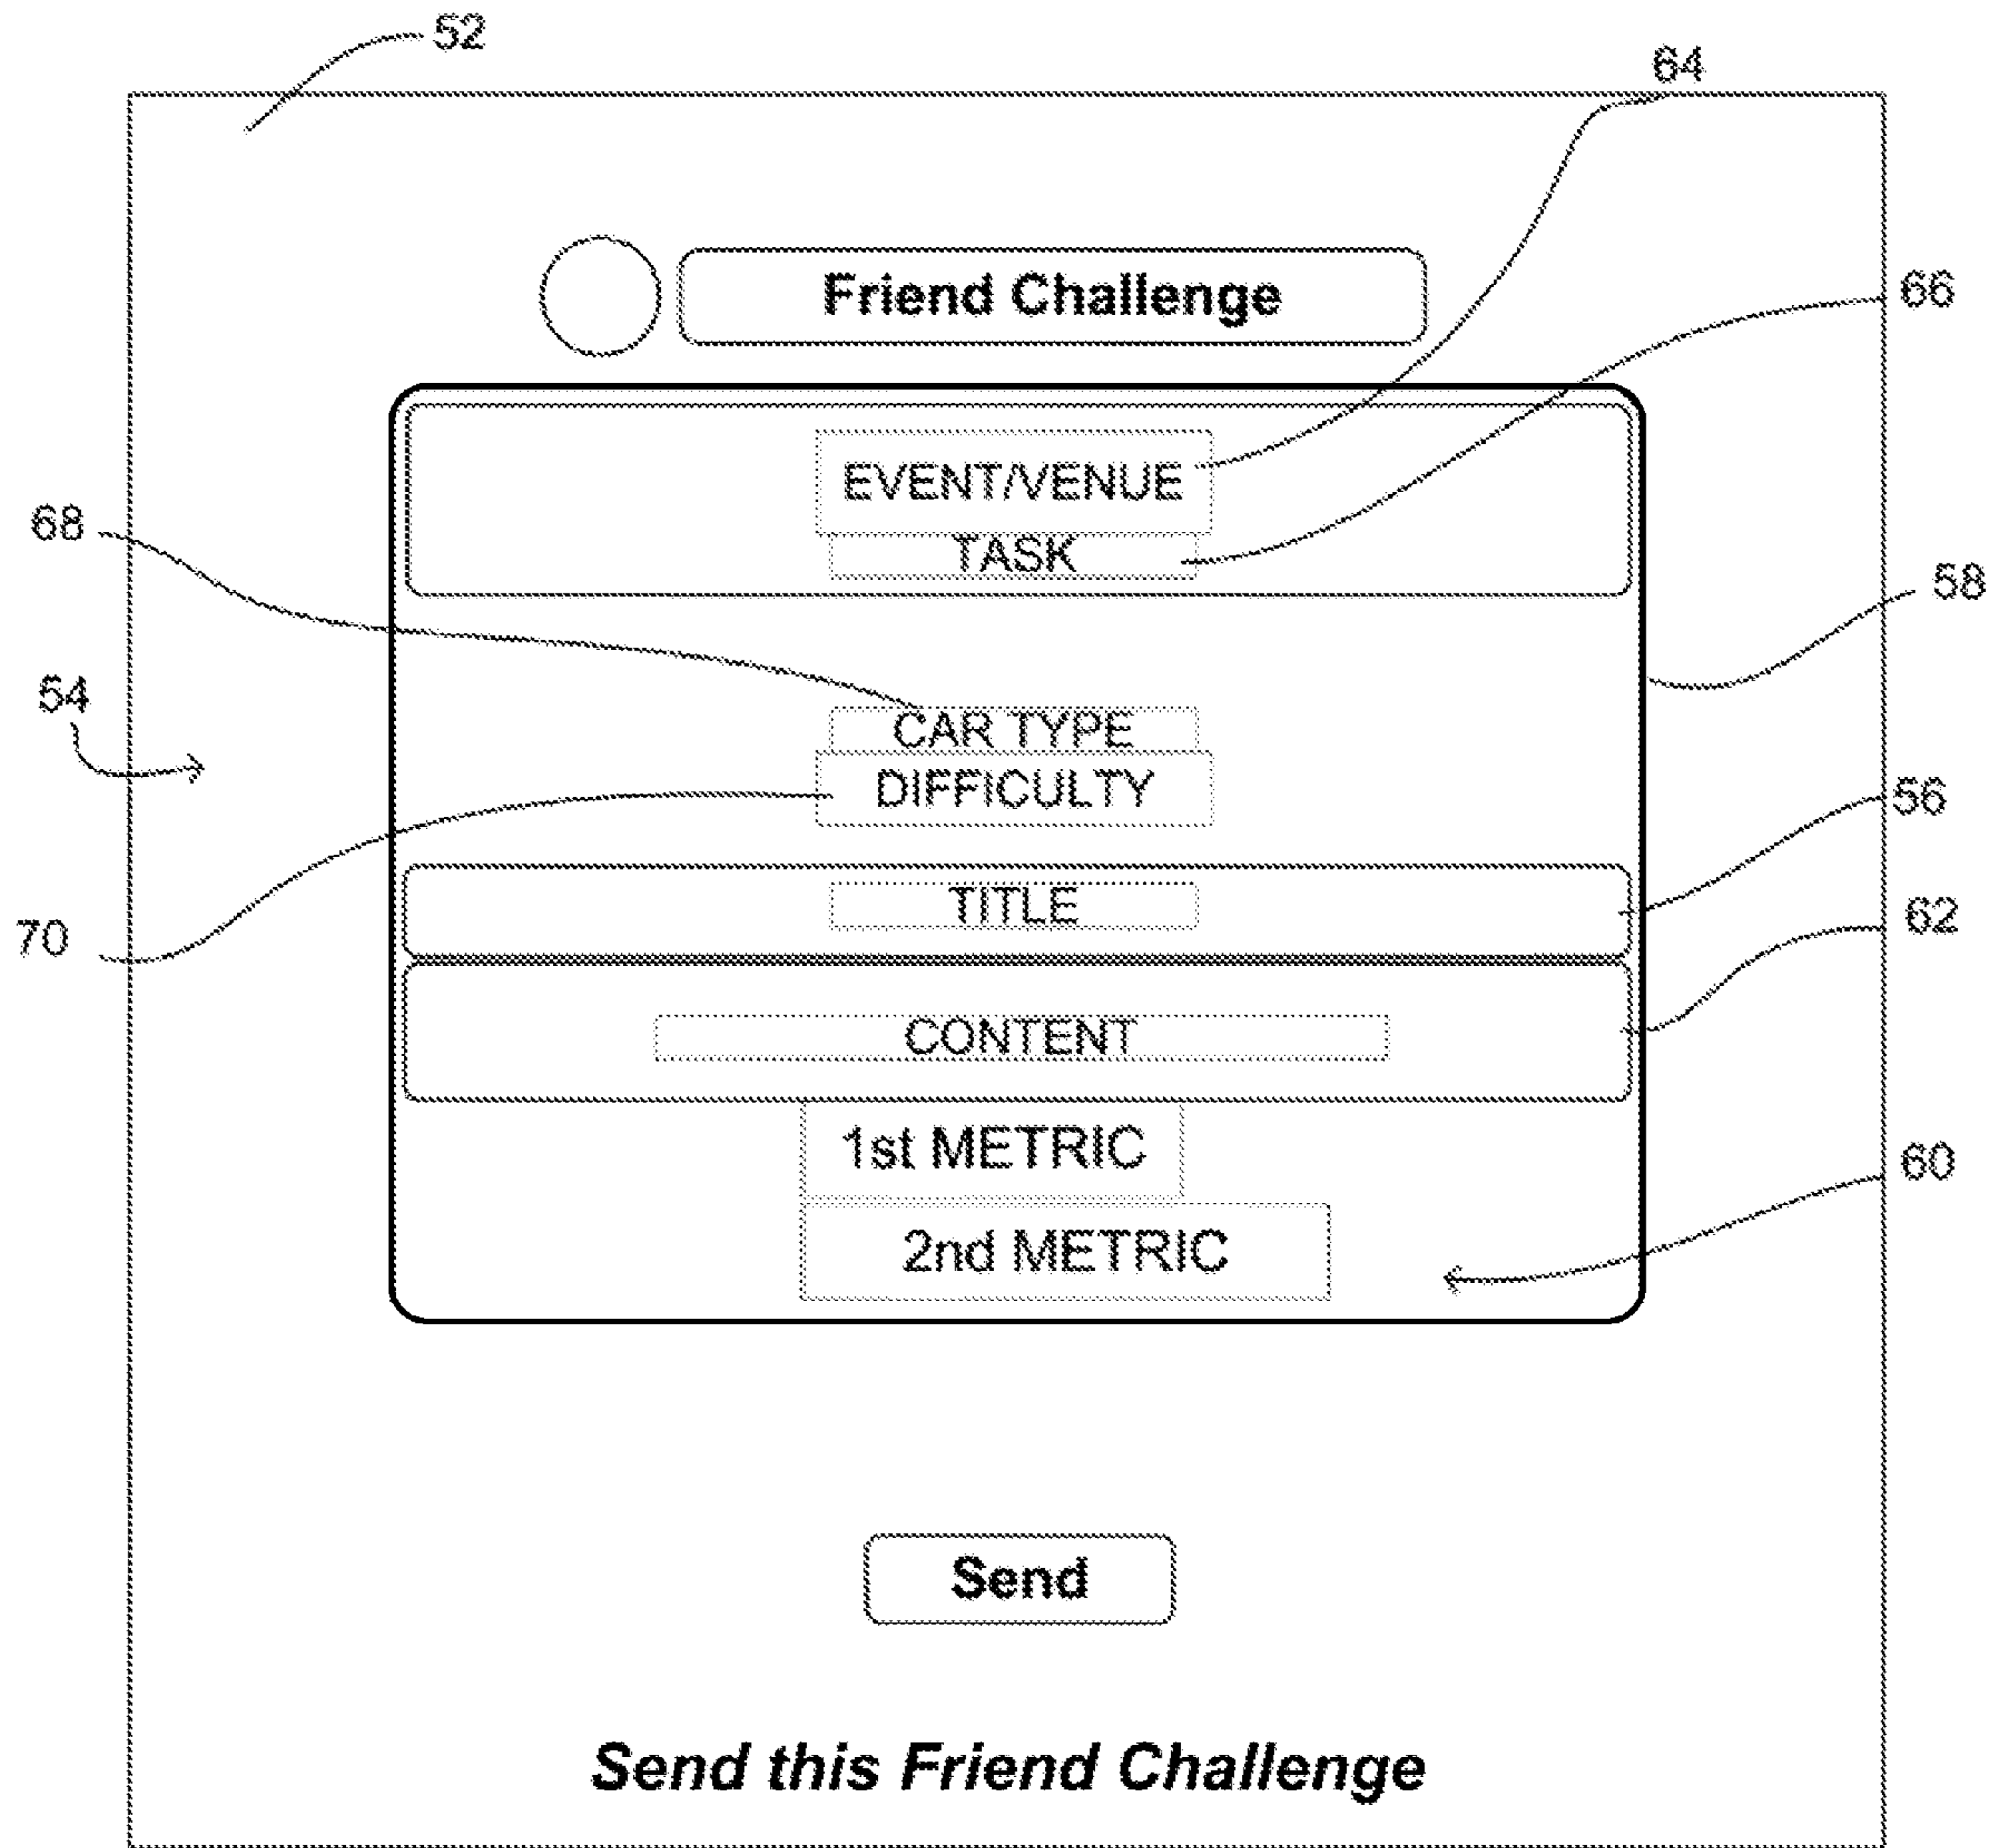 52
64
Friend Challenge
66
EVENT/VENUE
68
TASK
58
54
CAR TYPE
DIFFICULTY
56
TITLE
62
70
CONTENT
1st METRIC
60
2nd METRIC
Send
Send this Friend Challenge